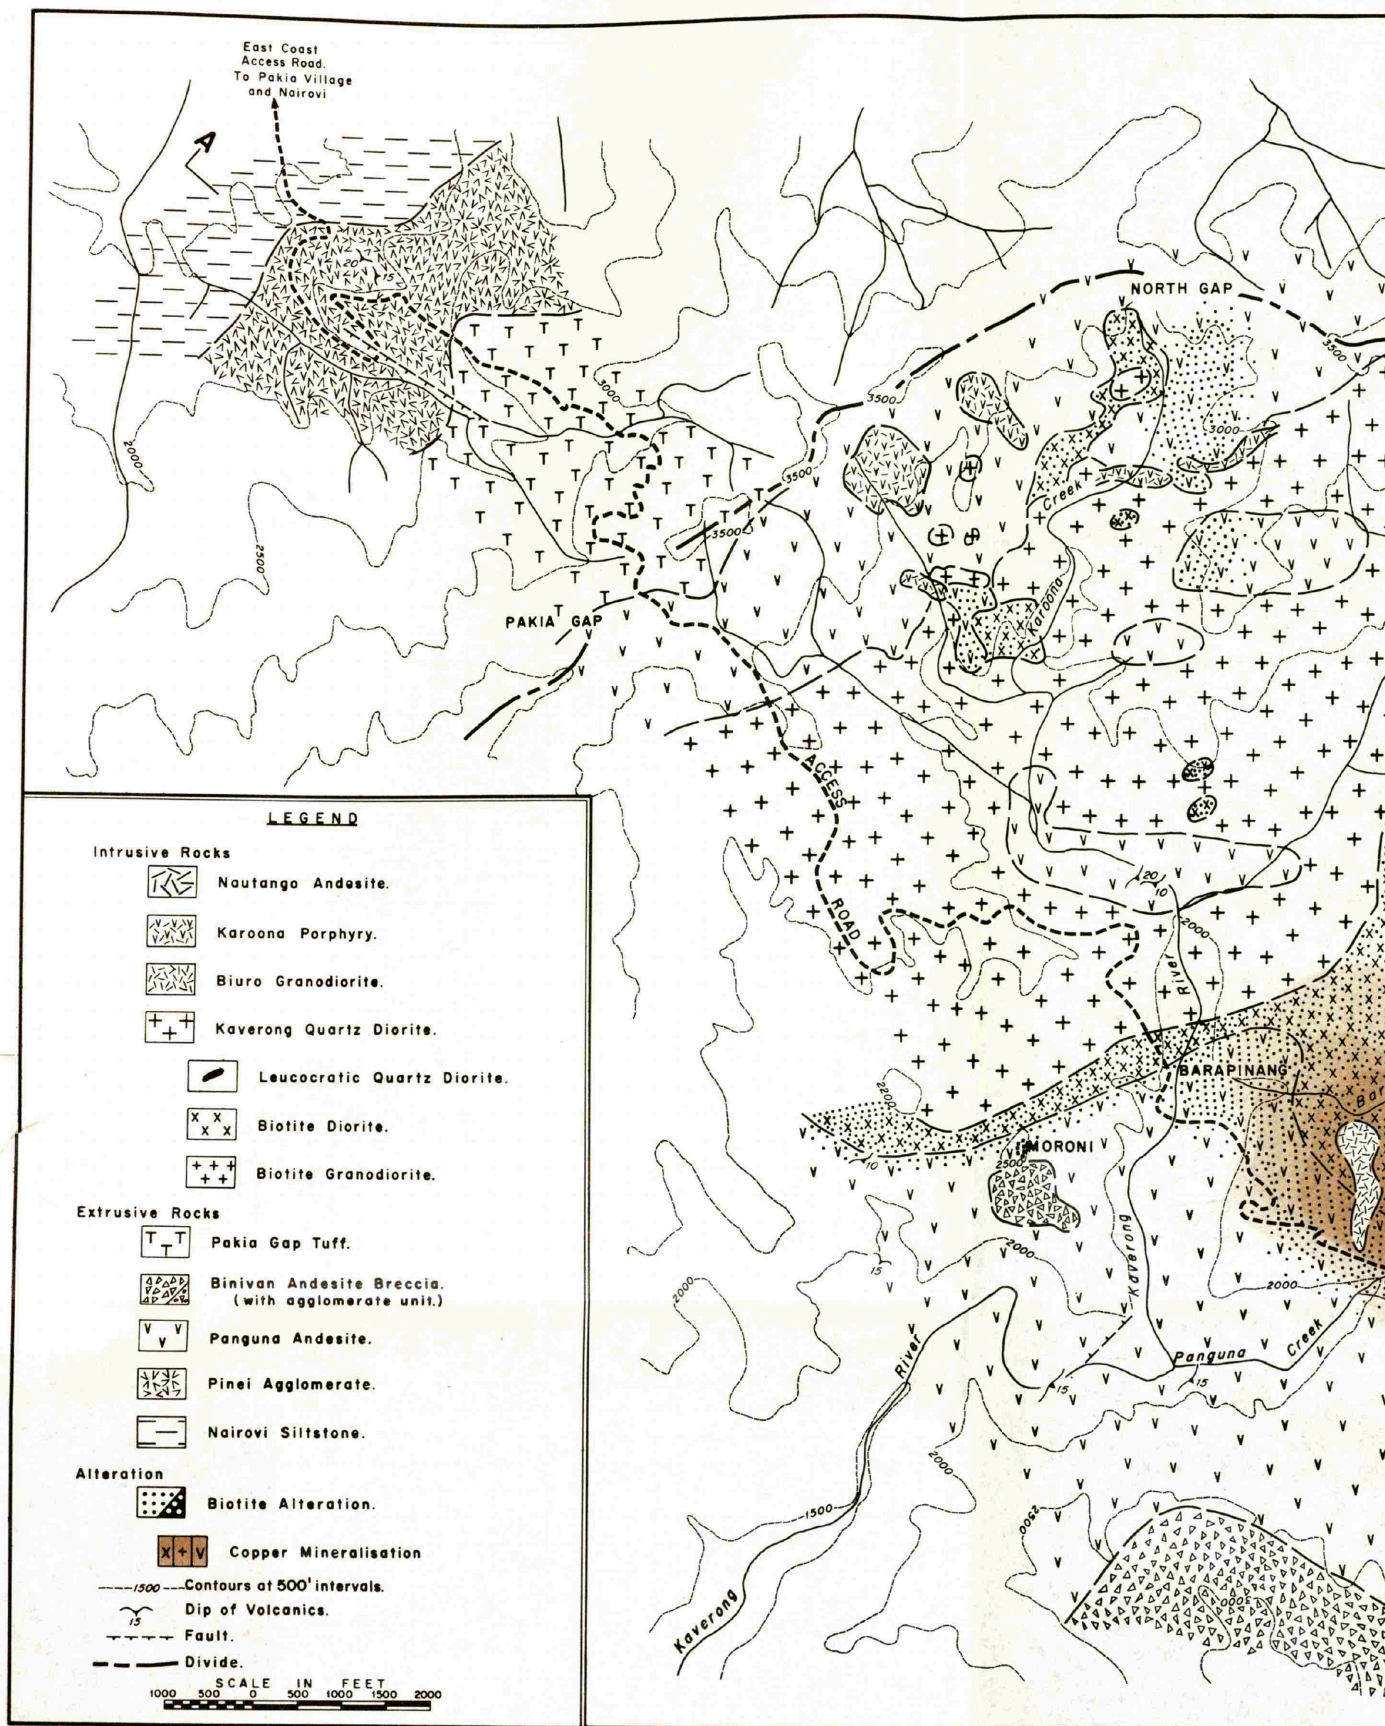 East Coast
Access Road.
To Pakia Village
and Nairovi
A
20
15
NORTH GAP
3500
3500
3000
3000
3500
3500
2000
2500
Creek
Karoona
PAKIA GAP
ACCESS
ROAD
20
10
2000
River
BARAPINANG
Bar
2200
MORONI
10
2500
2000
15
2000
Kaverong
2000
River
Panguna Creek
15
15
2000
1500
2500
Kaverong
3000
LEGEND
Intrusive Rocks
Nautango Andesite.
Karoona Porphyry.
Biuro Granodiorite.
Kaverong Quartz Diorite.
Leucocratic Quartz Diorite.
Biotite Diorite.
Biotite Granodiorite.
Extrusive Rocks
Pakia Gap Tuff.
Binivan Andesite Breccia.
(with agglomerate unit.)
Panguna Andesite.
Pinei Agglomerate.
Nairovi Siltstone.
Alteration
Biotite Alteration.
Copper Mineralisation
1500 Contours at 500' intervals.
15 Dip of Volcanics.
Fault.
Divide.
SCALE IN FEET
1000 500 0 500 1000 1500 2000